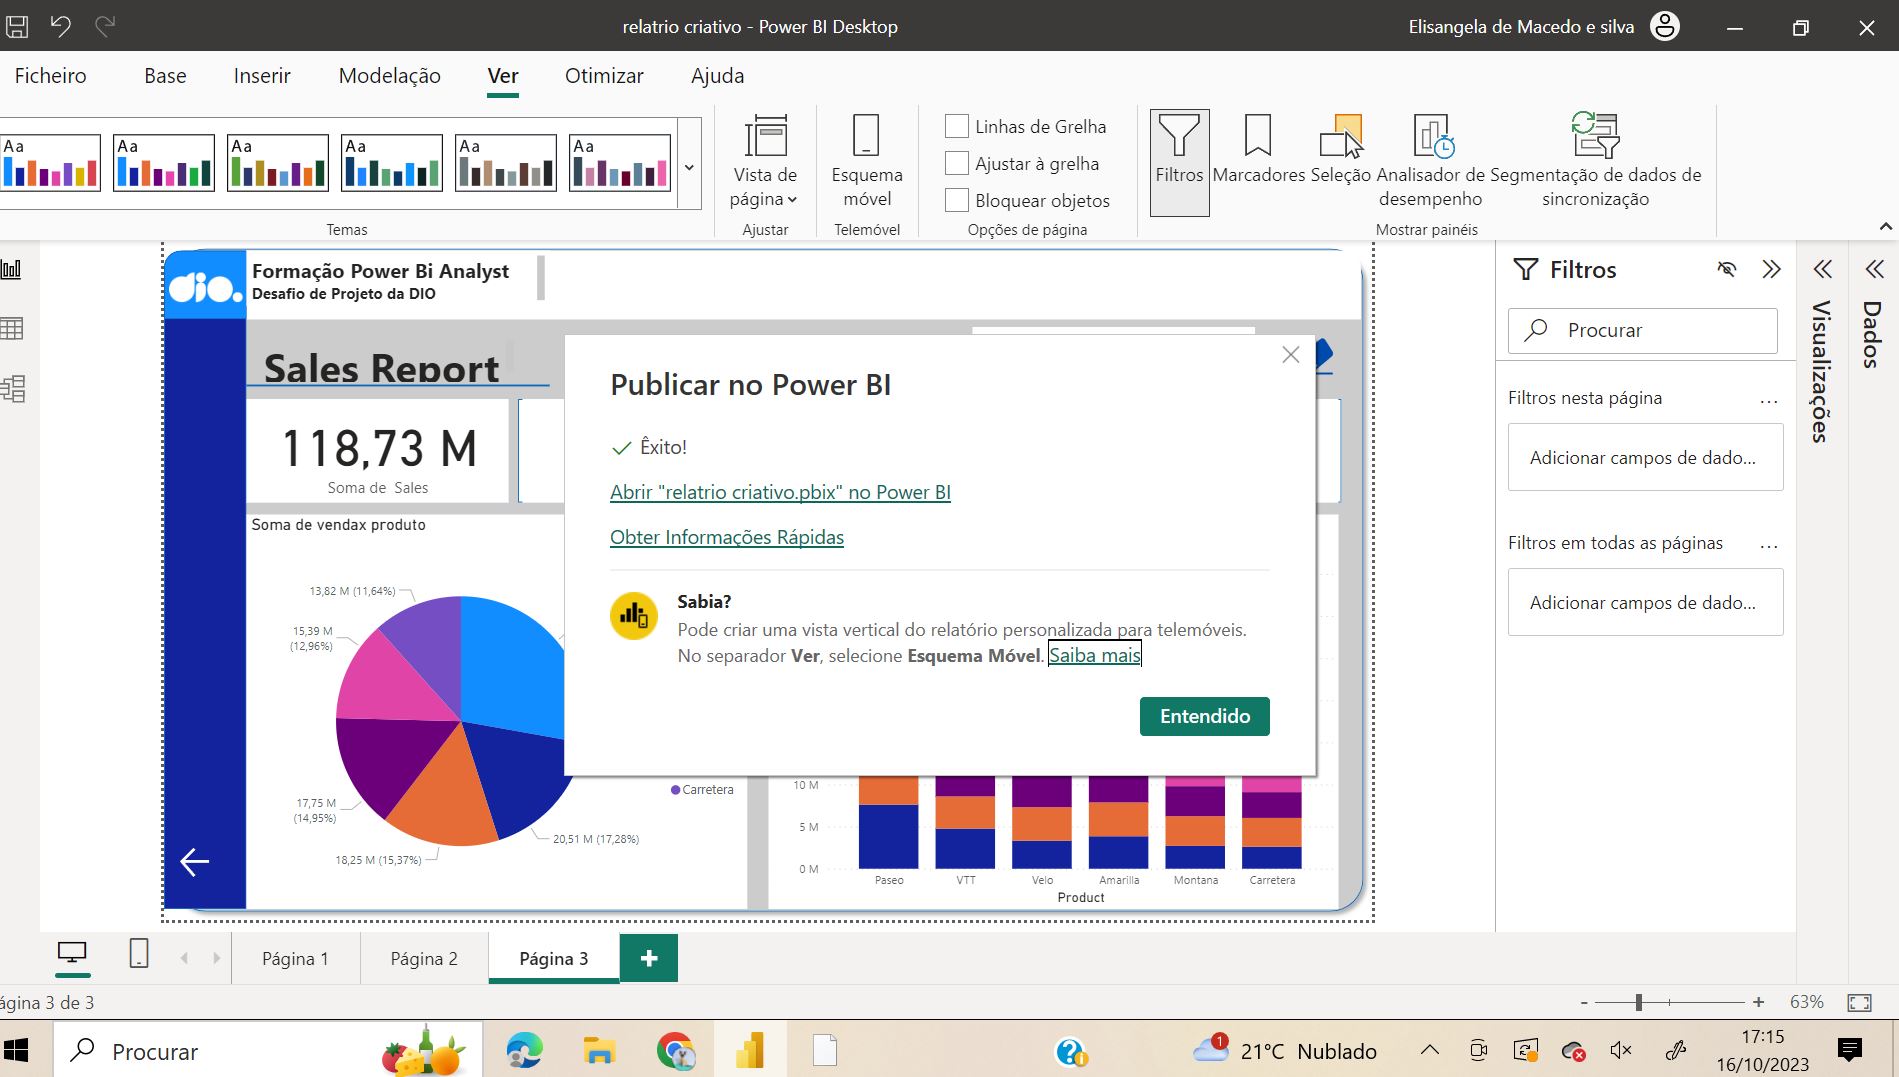 relatrio criativo - Power BI Desktop
Elisangela de Macedo e silva
Ficheiro
Base
Inserir
Modelação
Ver
Otimizar
Ajuda
Aa
Aa
Aa
Aa
Aa
Aa
Temas
Vista de
página
Ajustar
Esquema
móvel
Telemóvel
Linhas de Grelha
Ajustar à grelha
Bloquear objetos
Opções de página
Filtros
Marcadores
Seleção
Analisador de
desempenho
Segmentação de dados de
sincronização
Mostrar painéis
dio.
Formação Power Bi Analyst
Desafio de Projeto da DIO
Sales Report
118,73 M
Soma de Sales
Soma de vendax produto
13,82 M (11,64%)
15,39 M
(12,96%)
17,75 M
(14,95%)
18,25 M (15,37%)
20,51 M (17,28%)
Carretera
Publicar no Power BI
Êxito!
Abrir "relatrio criativo.pbix" no Power BI
Obter Informações Rápidas
Sabia?
Pode criar uma vista vertical do relatório personalizada para telemóveis.
No separador Ver, selecione Esquema Móvel. Saiba mais
Entendido
10 M
5 M
0 M
Paseo
VTT
Velo
Amarilla
Montana
Carretera
Product
Filtros
Procurar
Filtros nesta página
...
Adicionar campos de dado...
Filtros em todas as páginas
...
Adicionar campos de dado...
Visualizações
Dados
Página 1
Página 2
Página 3
+
ágina 3 de 3
- + 63%
Procurar
1
21°C Nublado
17:15
16/10/2023